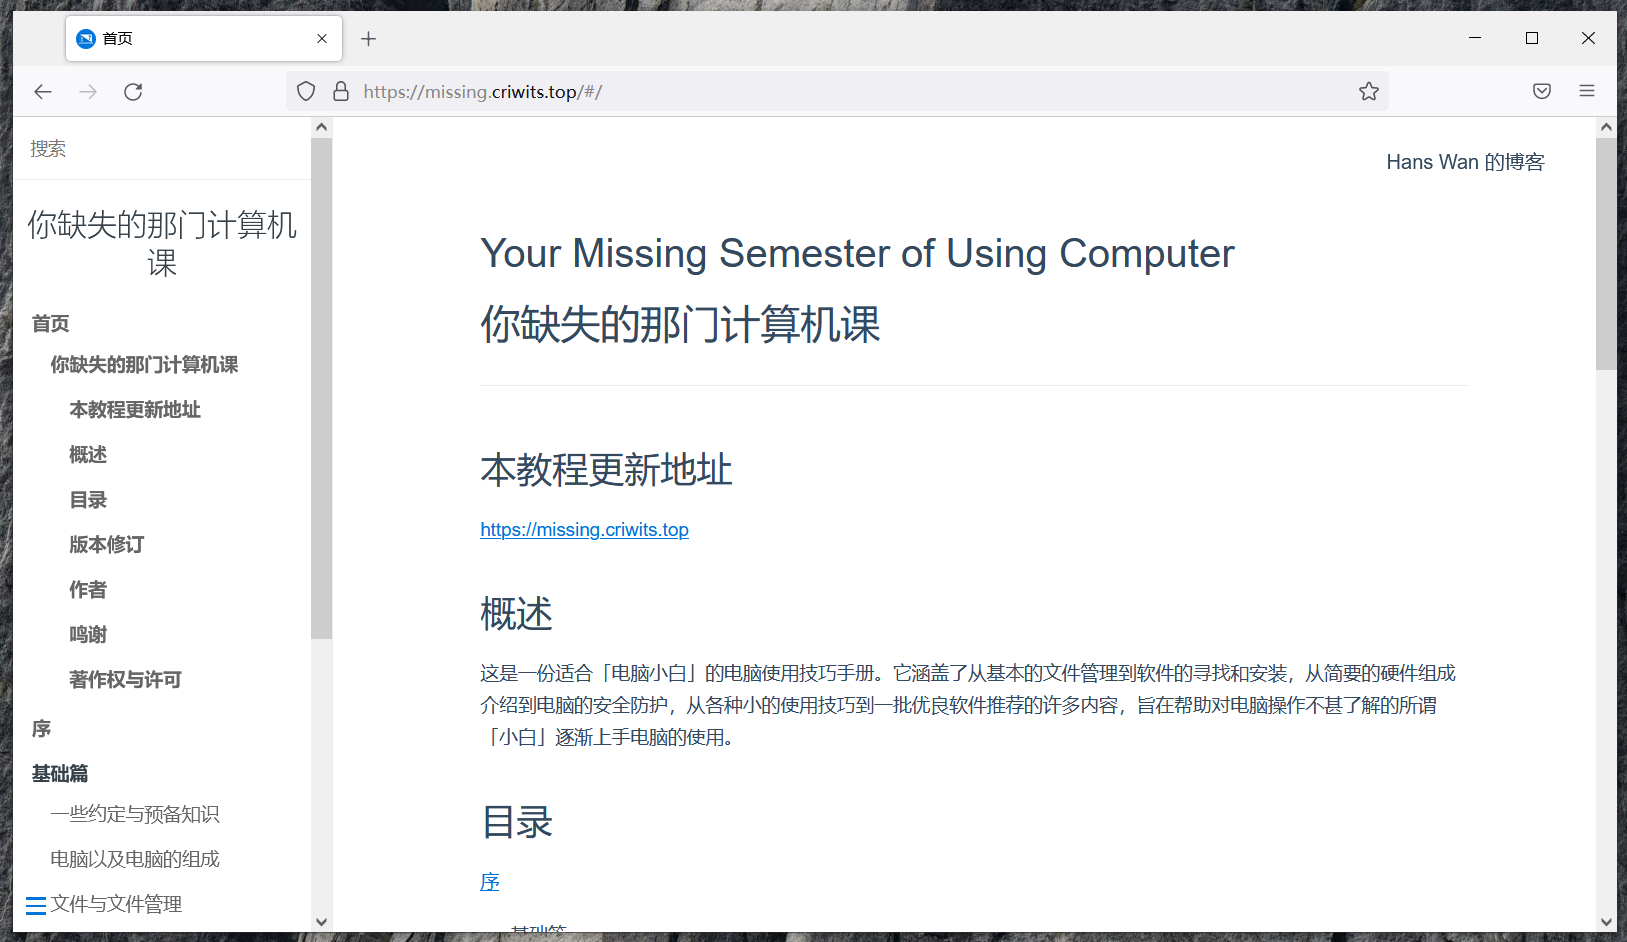 首页
https://missing.criwits.top/#/
搜索
你缺失的那门计算机
课
首页
你缺失的那门计算机课
本教程更新地址
概述
目录
版本修订
作者
鸣谢
著作权与许可
序
基础篇
一些约定与预备知识
电脑以及电脑的组成
文件与文件管理
Hans Wan 的博客
Your Missing Semester of Using Computer
你缺失的那门计算机课
本教程更新地址
https://missing.criwits.top
概述
这是一份适合「电脑小白」的电脑使用技巧手册。它涵盖了从基本的文件管理到软件的寻找和安装，从简要的硬件组成
介绍到电脑的安全防护，从各种小的使用技巧到一批优良软件推荐的许多内容，旨在帮助对电脑操作不甚了解的所谓
「小白」逐渐上手电脑的使用。
目录
序
基础篇